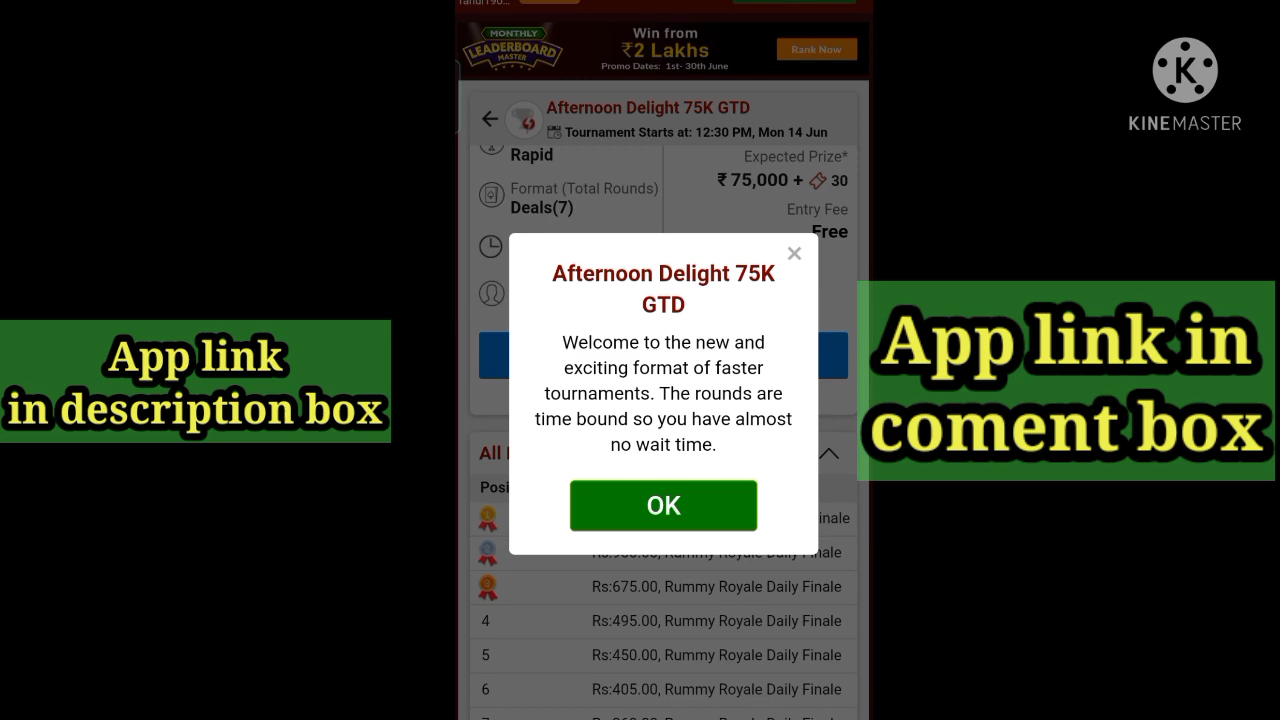 MONTHLY
LEADERBOARD
MASTER
Win from
₹2 Lakhs
Promo Dates: 1st- 30th June
Rank Now
KINEMASTER
Afternoon Delight 75K GTD
Tournament Starts at: 12:30 PM, Mon 14 Jun
Rapid
Expected Prize*
₹ 75,000 + 30
Format (Total Rounds)
Deals(7)
Entry Fee
Free
Afternoon Delight 75K
GTD
Welcome to the new and
exciting format of faster
tournaments. The rounds are
time bound so you have almost
no wait time.
OK
App link
in description box
App link in
coment box
All
Posi
inale
Rummy Royale Daily Finale
Rs:675.00, Rummy Royale Daily Finale
4 Rs:495.00, Rummy Royale Daily Finale
5 Rs:450.00, Rummy Royale Daily Finale
6 Rs:405.00, Rummy Royale Daily Finale